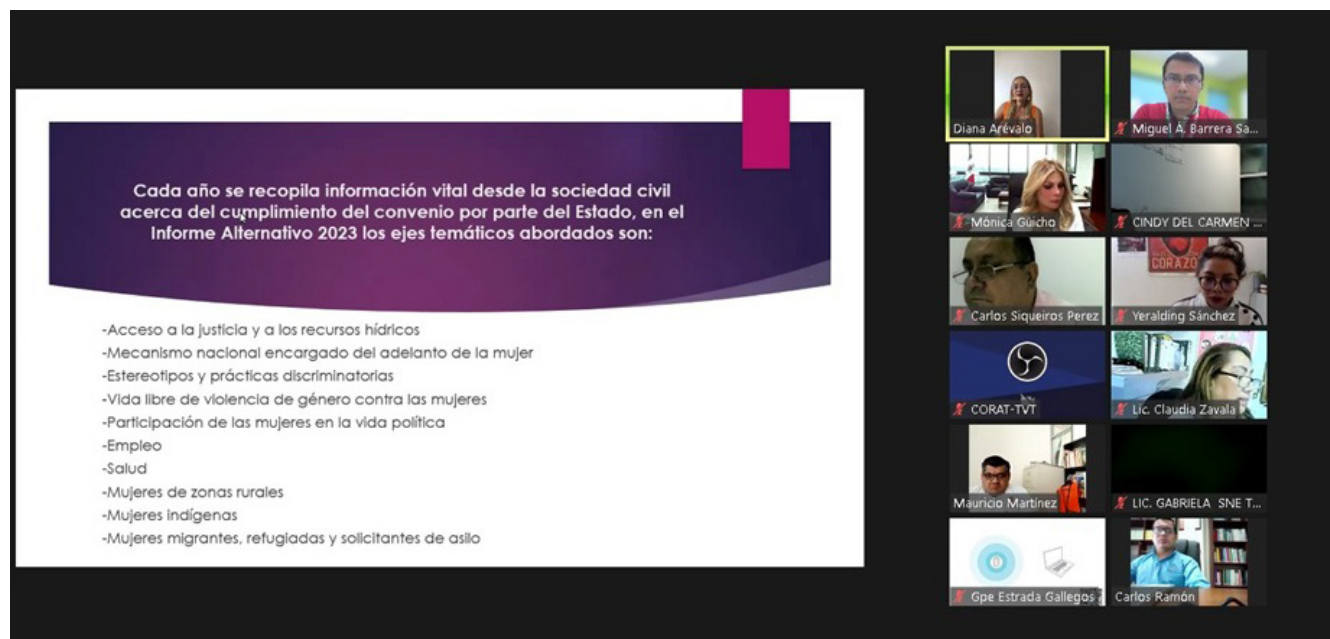 Cada año se recopila información vital desde la sociedad civil
acerca del cumplimiento del convenio por parte del Estado, en el
Informe Alternativo 2023 los ejes temáticos abordados son:
-Acceso a la justicia y a los recursos hídricos
-Mecanismo nacional encargado del adelanto de la mujer
-Estereotipos y prácticas discriminatorias
-Vida libre de violencia de género contra las mujeres
-Participación de las mujeres en la vida política
-Empleo
-Salud
-Mujeres de zonas rurales
-Mujeres indígenas
-Mujeres migrantes, refugiadas y solicitantes de asilo
Diana Arévalo
Miguel A. Barrera Sa...
Mónica Güicho
CINDY DEL CARMEN ...
CORAZO
Carlos Siqueiros Perez
Yeralding Sánchez
CORAT-TVT
Lic. Claudia Zavala
Mauricio Martínez
LIC. GABRIELA SNE T...
Gpe Estrada Gallegos
Carlos Ramón